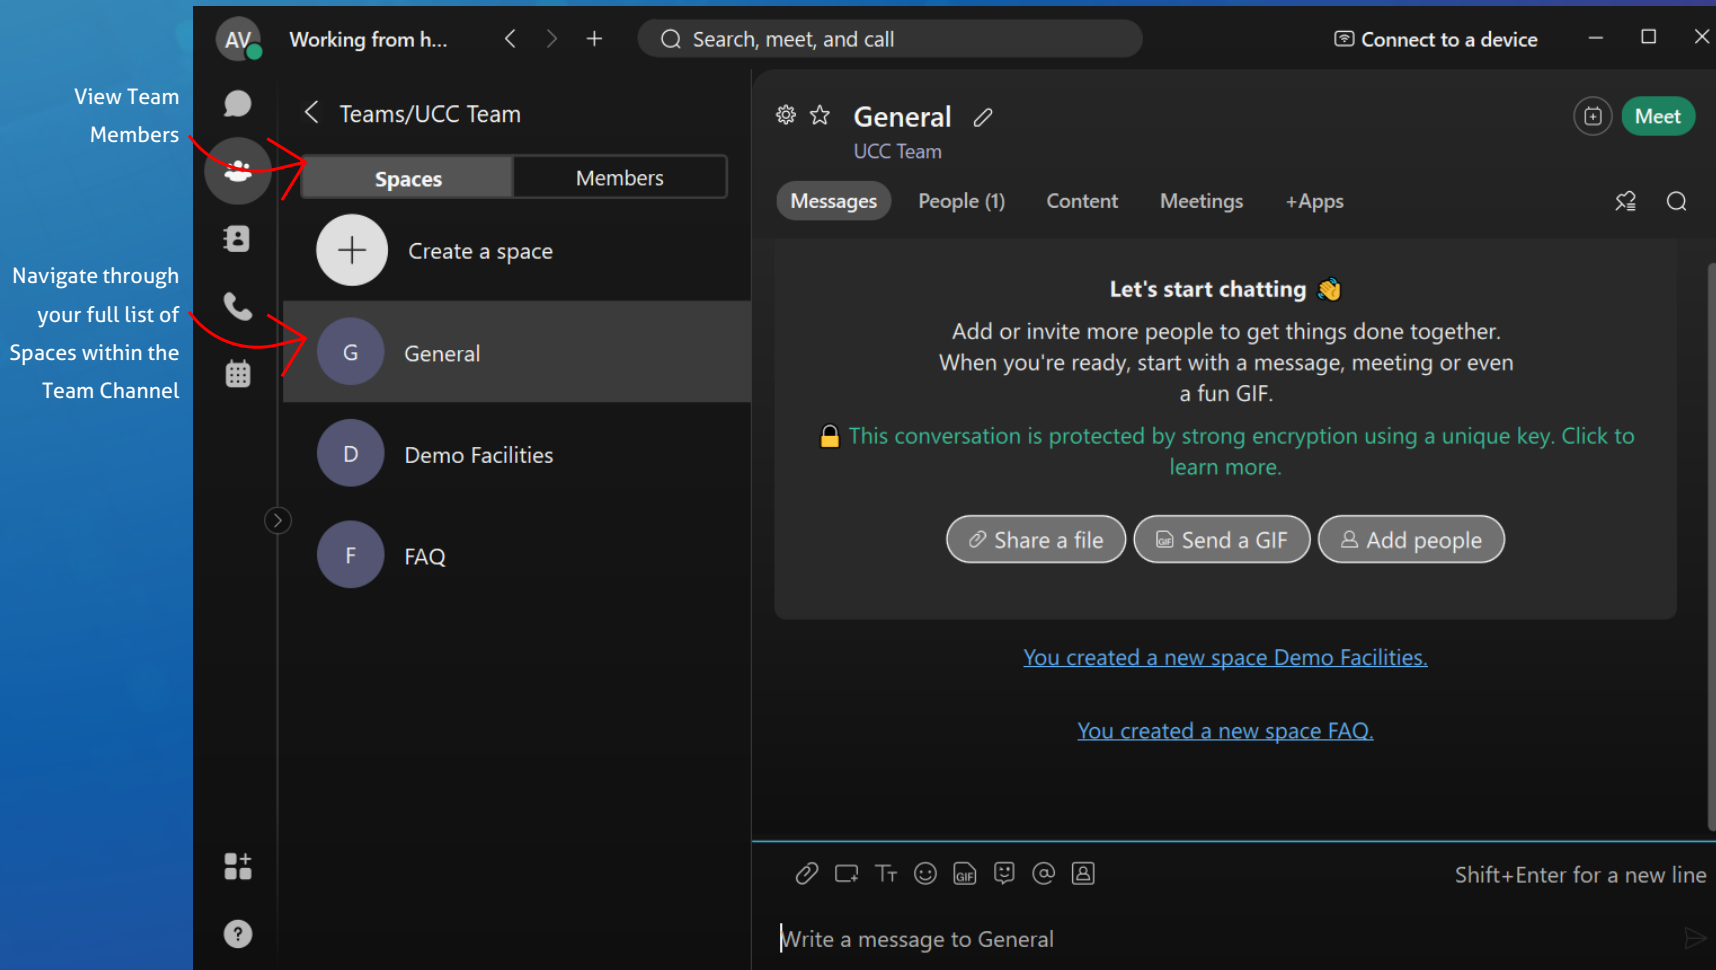 AV
Working from h...
Search, meet, and call
Connect to a device
View Team
Members
Navigate through
your full list of
Spaces within the
Team Channel
Teams/UCC Team
Spaces
Members
Create a space
G
General
D
Demo Facilities
F
FAQ
General
UCC Team
Meet
Messages
People (1)
Content
Meetings
+Apps
Let's start chatting 👋
Add or invite more people to get things done together.
When you're ready, start with a message, meeting or even
a fun GIF.
This conversation is protected by strong encryption using a unique key. Click to
learn more.
Share a file
GIF
Send a GIF
Add people
You created a new space Demo Facilities.
You created a new space FAQ.
GIF
Shift+Enter for a new line
Write a message to General